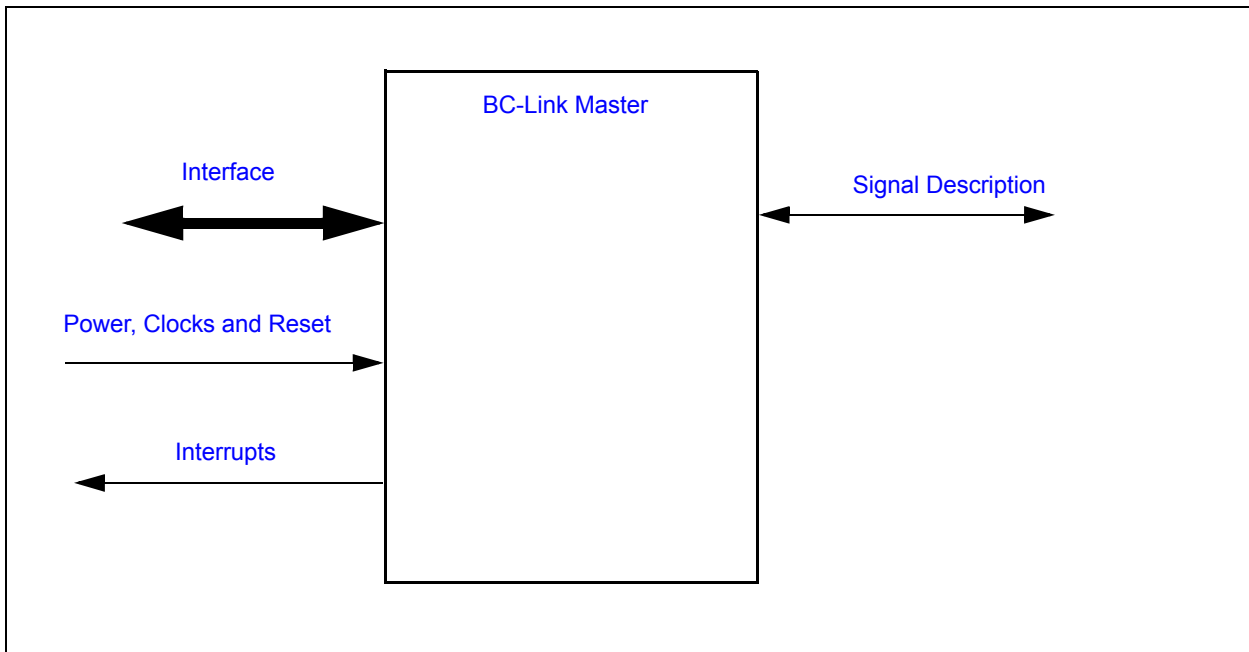 BC-Link Master
Interface
Signal Description
Power, Clocks and Reset
Interrupts